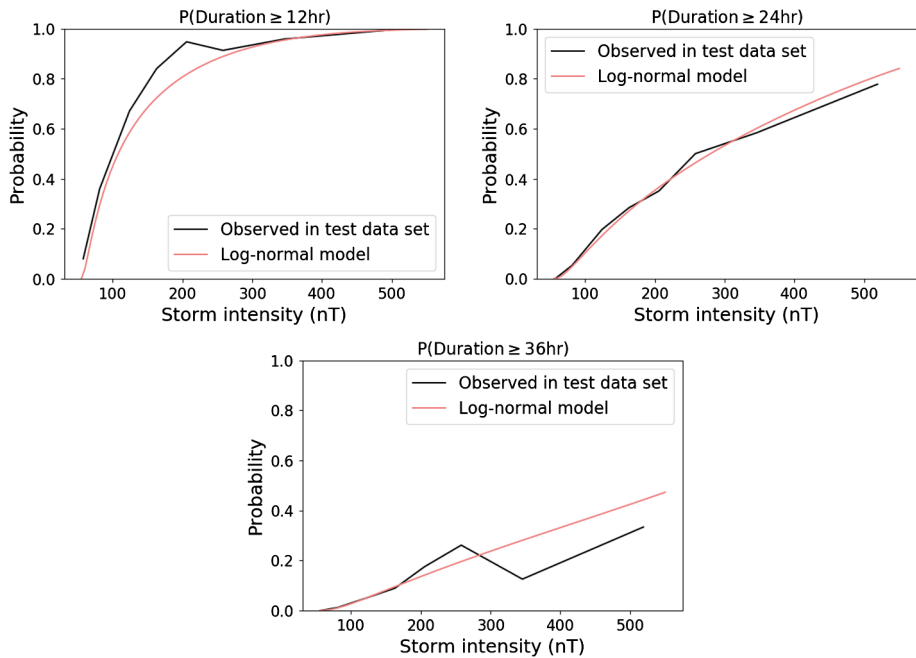 P(Duration ≥ 12hr)
1.0
0.8
0.6
0.4
0.2
0.0
Probability
Observed in test data set
Log-normal model
100 200 300 400 500
Storm intensity (nT)
P(Duration ≥ 24hr)
1.0
0.8
0.6
0.4
0.2
0.0
Probability
Observed in test data set
Log-normal model
100 200 300 400 500
Storm intensity (nT)
P(Duration ≥ 36hr)
1.0
0.8
0.6
0.4
0.2
0.0
Probability
Observed in test data set
Log-normal model
100 200 300 400 500
Storm intensity (nT)